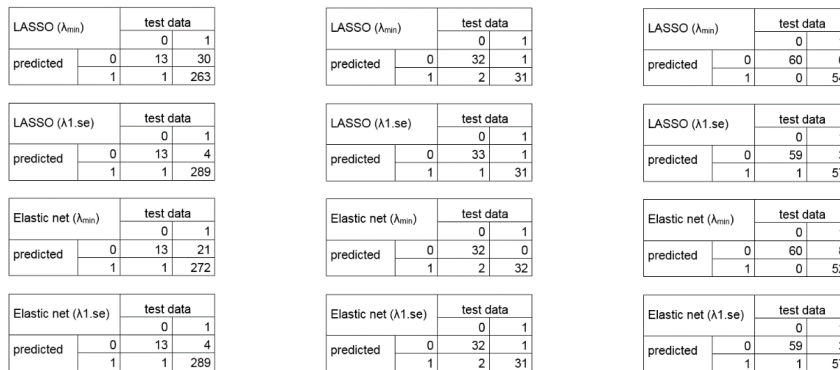 LASSO (λmin) test data
0 1
predicted 0 13 30
1 1 263
LASSO (λ1.se) test data
0 1
predicted 0 13 4
1 1 289
Elastic net (λmin) test data
0 1
predicted 0 13 21
1 1 272
Elastic net (λ1.se) test data
0 1
predicted 0 13 4
1 1 289
LASSO (λmin) test data
0 1
predicted 0 32 1
1 2 31
LASSO (λ1.se) test data
0 1
predicted 0 33 1
1 1 31
Elastic net (λmin) test data
0 1
predicted 0 32 0
1 2 32
Elastic net (λ1.se) test data
0 1
predicted 0 32 1
1 2 31
LASSO (λmin) test data
0
predicted 0 60
1 0
LASSO (λ1.se) test data
0
predicted 0 59
1 1
Elastic net (λmin) test data
0
predicted 0 60
1 0
Elastic net (λ1.se) test data
0
predicted 0 59
1 1